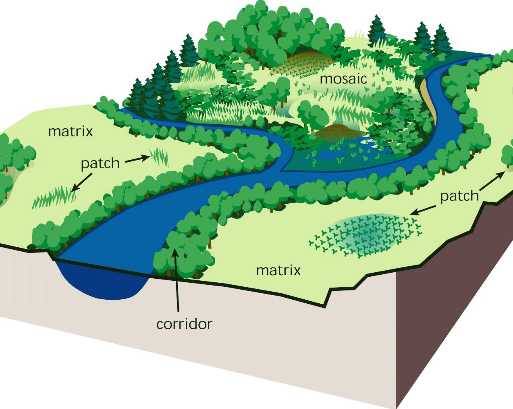 mosaic
matrix
patch
patch
matrix
corridor